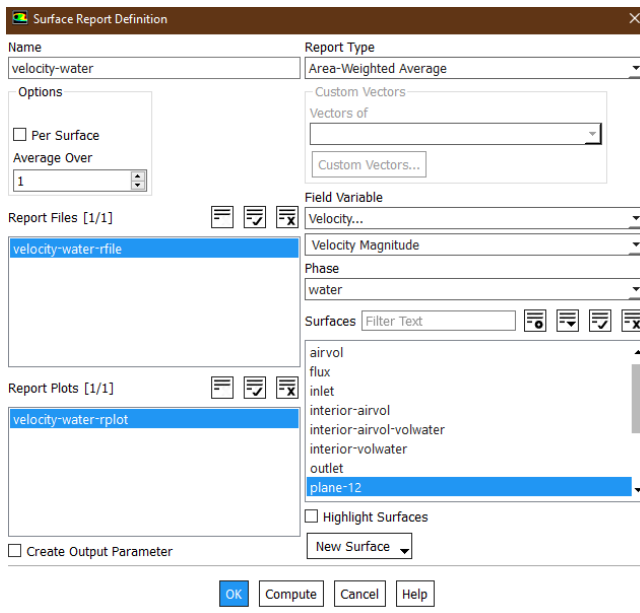 Surface Report Definition
Name
velocity-water
Options
Per Surface
Average Over
1
Report Files [1/1]
velocity-water-rfile
Report Plots [1/1]
velocity-water-rplot
Create Output Parameter
Report Type
Area-Weighted Average
Custom Vectors
Vectors of
Custom Vectors...
Field Variable
Velocity...
Velocity Magnitude
Phase
water
Surfaces Filter Text
airvol
flux
inlet
interior-airvol
interior-airvol-volwater
interior-volwater
outlet
plane-12
Highlight Surfaces
New Surface
OK Compute Cancel Help